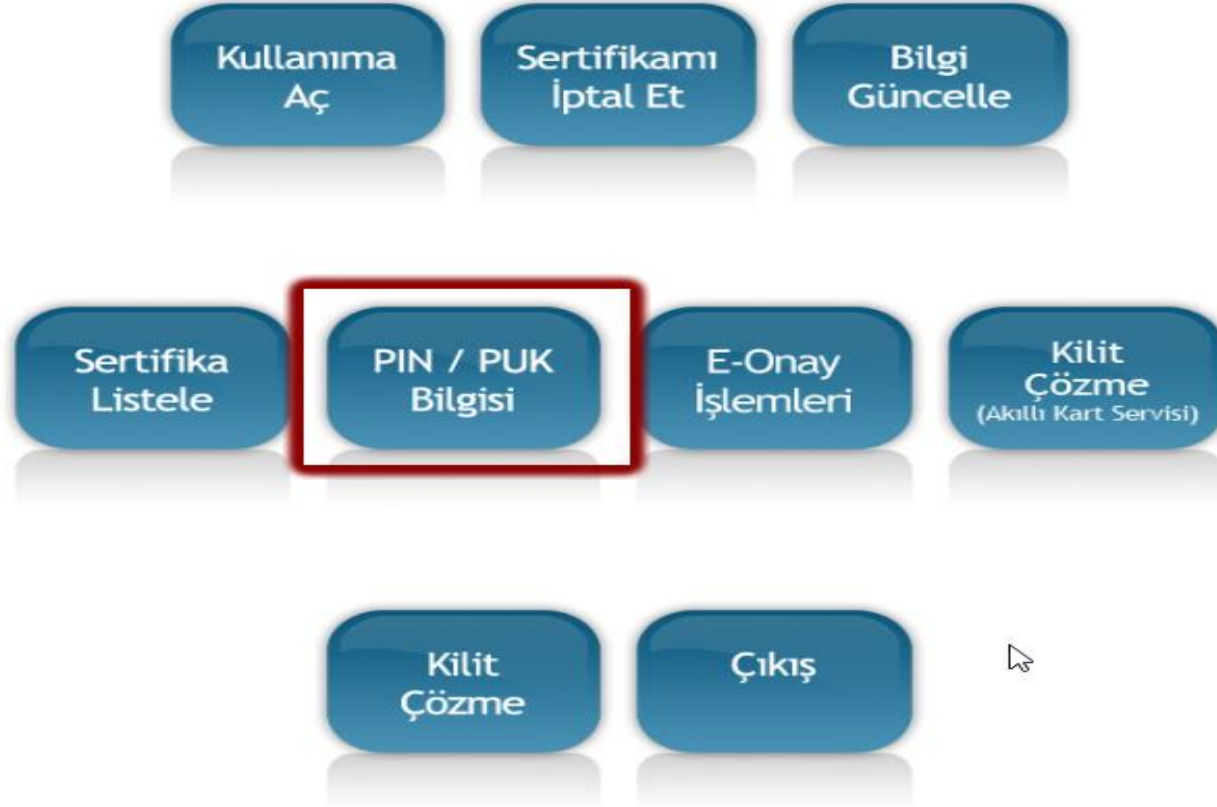 Kullanıma
Aç
Sertifikamı
İptal Et
Bilgi
Güncelle
Sertifika
Listele
PIN / PUK
Bilgisi
E-Onay
İşlemleri
Kilit
Çözme
(Akıllı Kart Servisi)
Kilit
Çözme
Çıkış